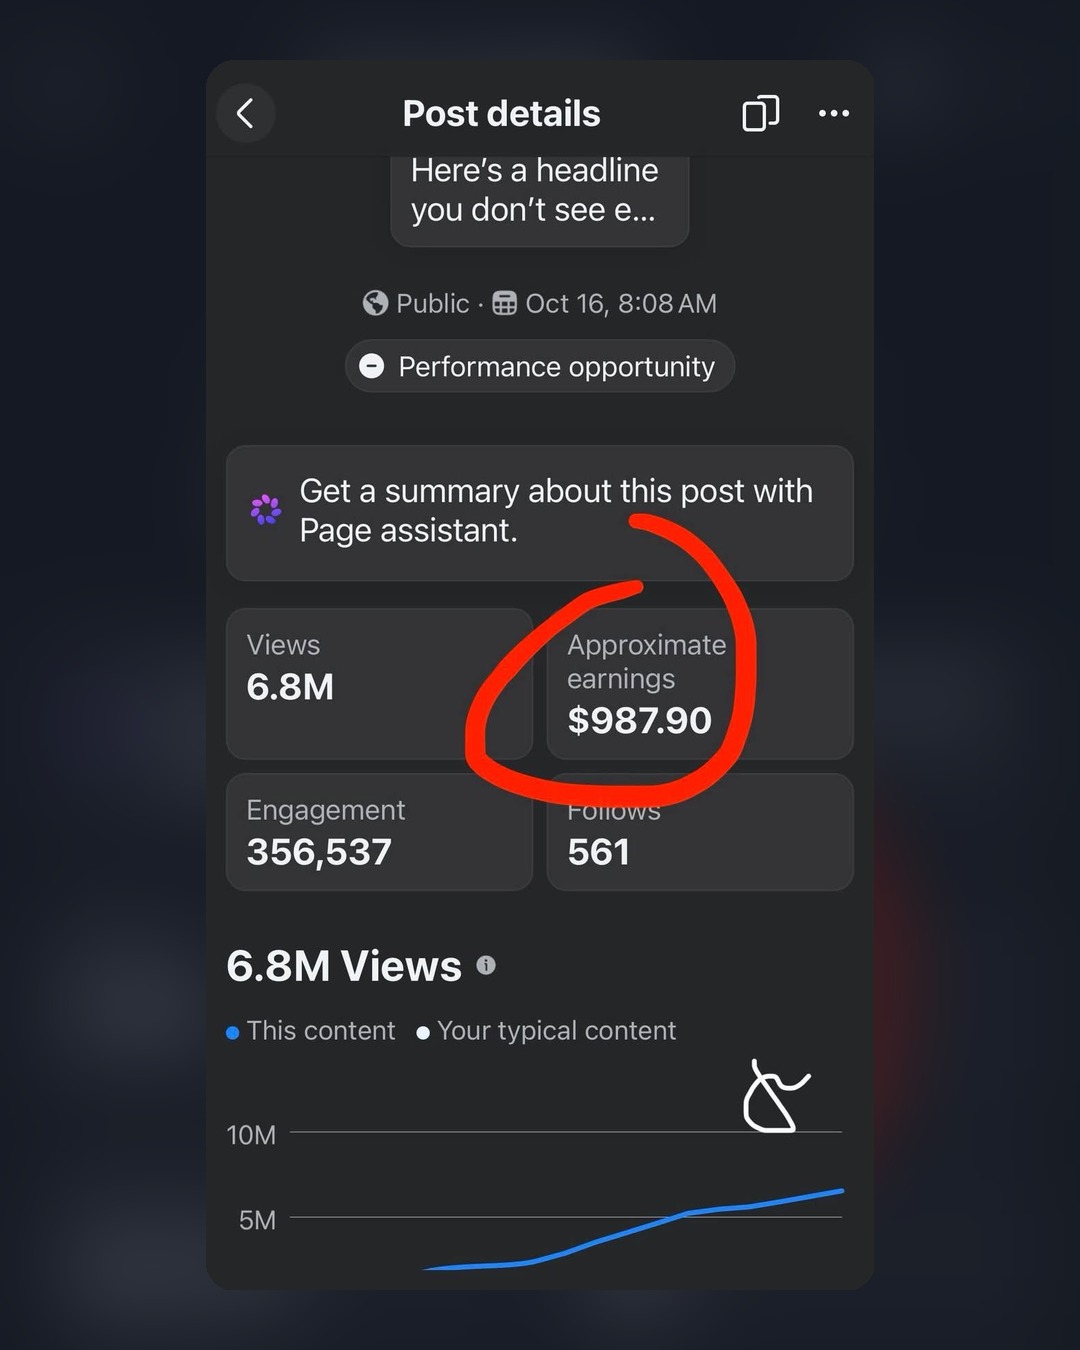 Post details
Here's a headline
you don't see e...
Public · Oct 16, 8:08 AM
Performance opportunity
Get a summary about this post with
Page assistant.
Views
6.8M
Approximate
earnings
$987.90
Engagement
356,537
Follows
561
6.8M Views
This content
Your typical content
10M
5M